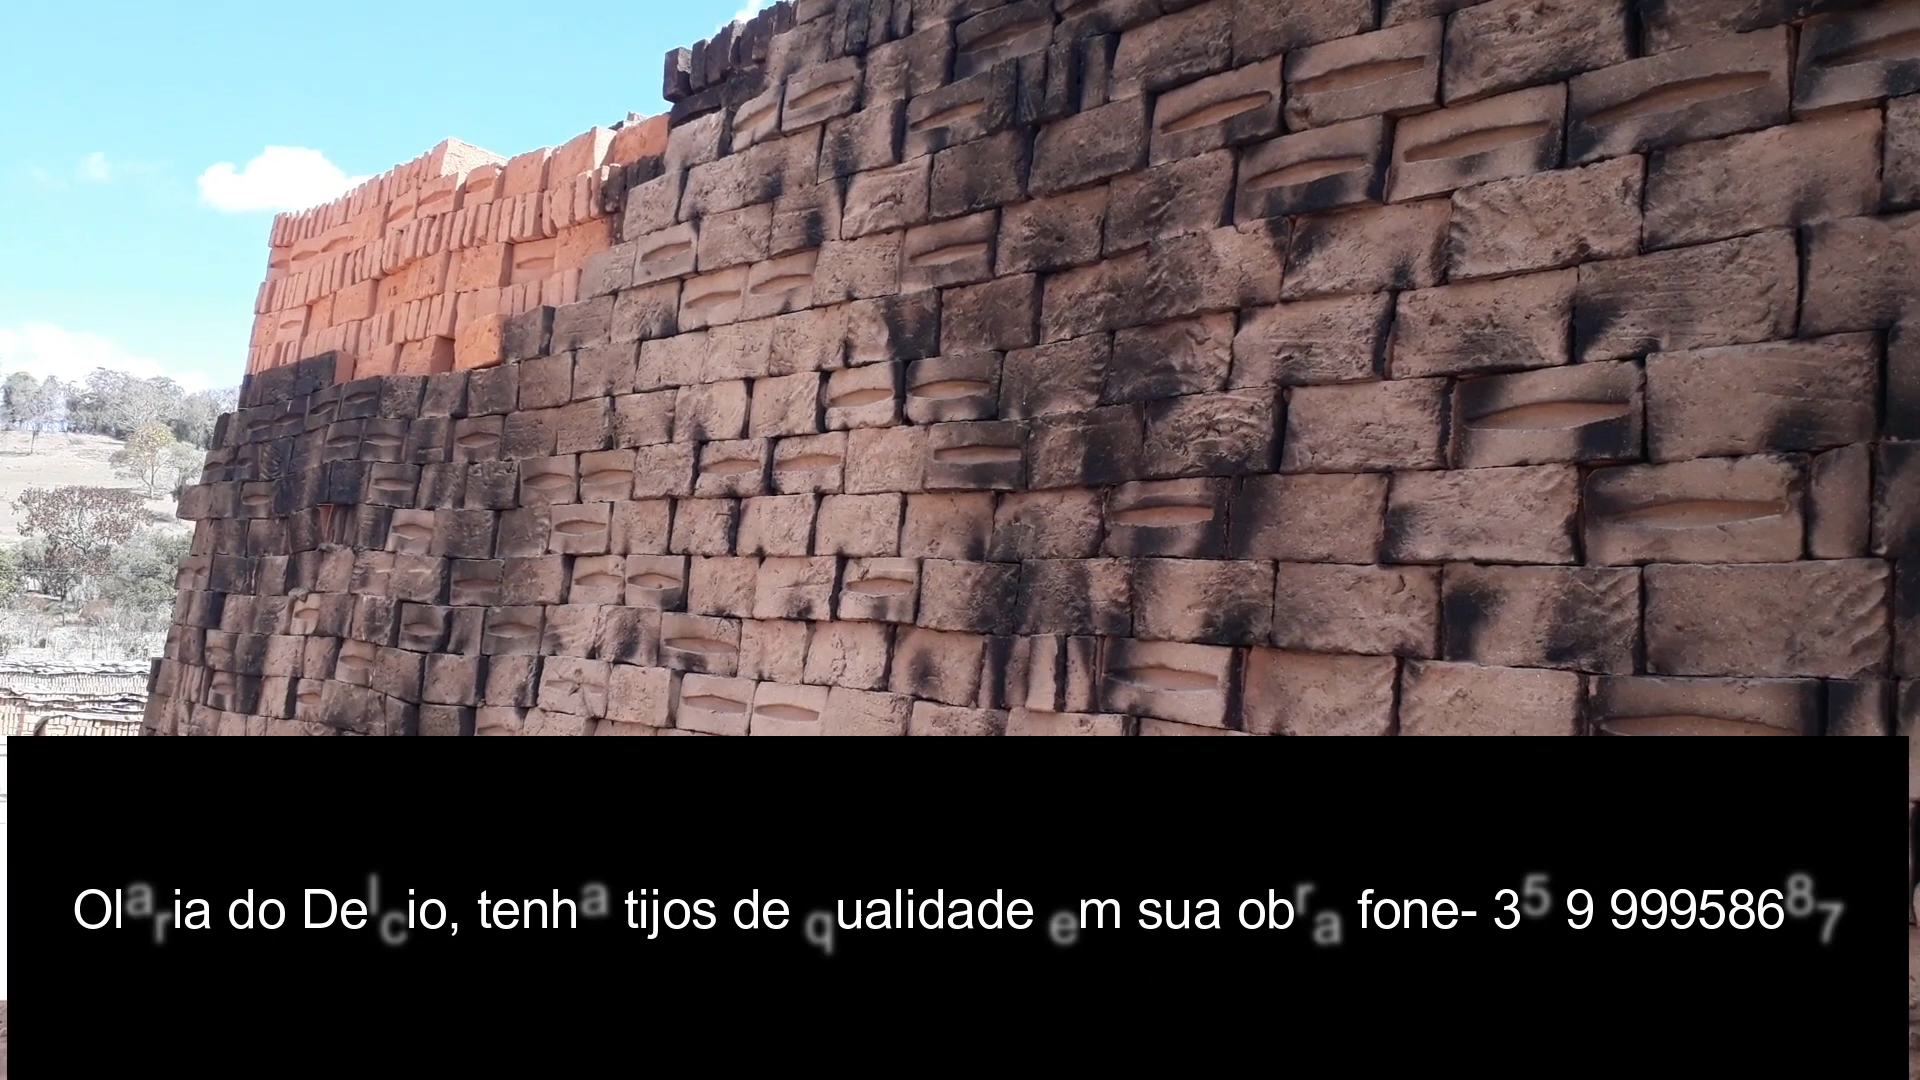 Olaria do Delcio, tenha tijos de qualidade em sua obra fone- 35 9 99958687